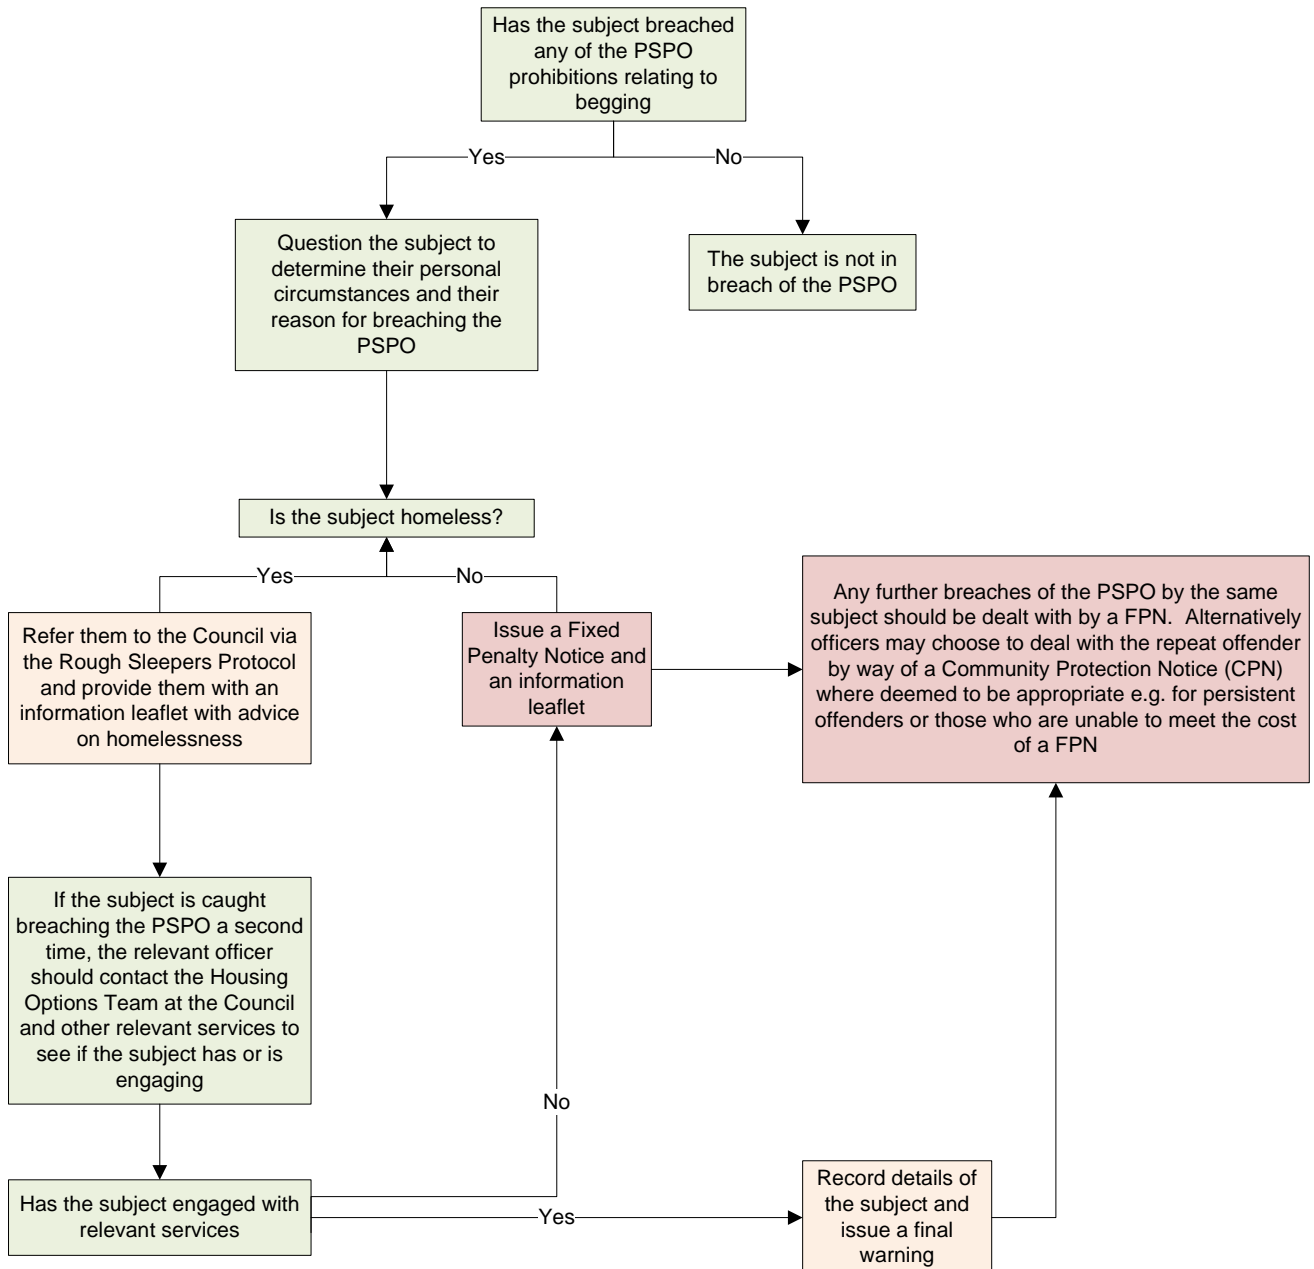 Has the subject breached
any of the PSPO
prohibitions relating to
begging
Yes
No
Question the subject to
determine their personal
circumstances and their
reason for breaching the
PSPO
The subject is not in
breach of the PSPO
Is the subject homeless?
Yes
No
Refer them to the Council via
the Rough Sleepers Protocol
and provide them with an
information leaflet with advice
on homelessness
Issue a Fixed
Penalty Notice and
an information
leaflet
Any further breaches of the PSPO by the same
subject should be dealt with by a FPN.  Alternatively
officers may choose to deal with the repeat offender
by way of a Community Protection Notice (CPN)
where deemed to be appropriate e.g. for persistent
offenders or those who are unable to meet the cost
of a FPN
If the subject is caught
breaching the PSPO a second
time, the relevant officer
should contact the Housing
Options Team at the Council
and other relevant services to
see if the subject has or is
engaging
No
Has the subject engaged with
relevant services
Yes
Record details of
the subject and
issue a final
warning